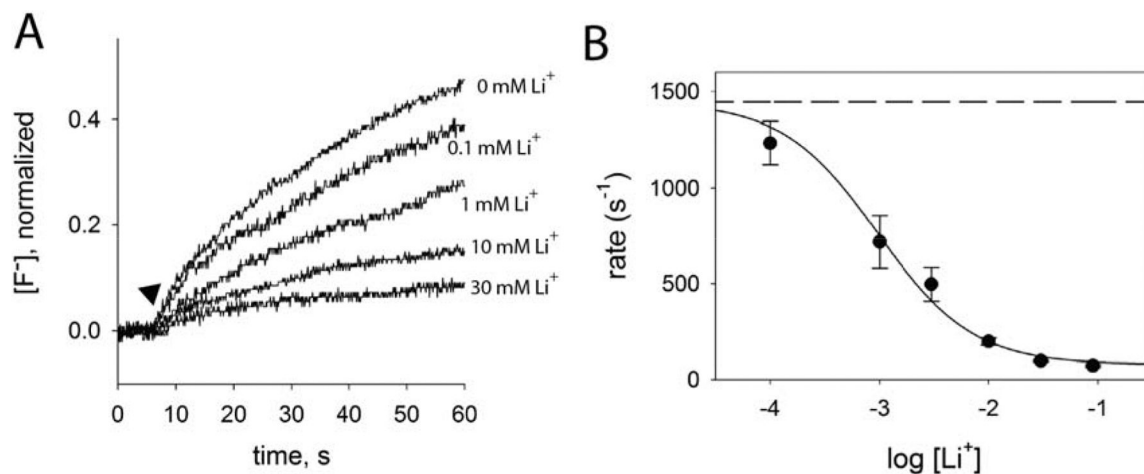 A
[F⁻], normalized
0.4
0.2
0.0
0 mM Li⁺
0.1 mM Li⁺
1 mM Li⁺
10 mM Li⁺
30 mM Li⁺
0 10 20 30 40 50 60
time, s
B
rate (s⁻¹)
1500
1000
500
0
-4 -3 -2 -1
log [Li⁺]